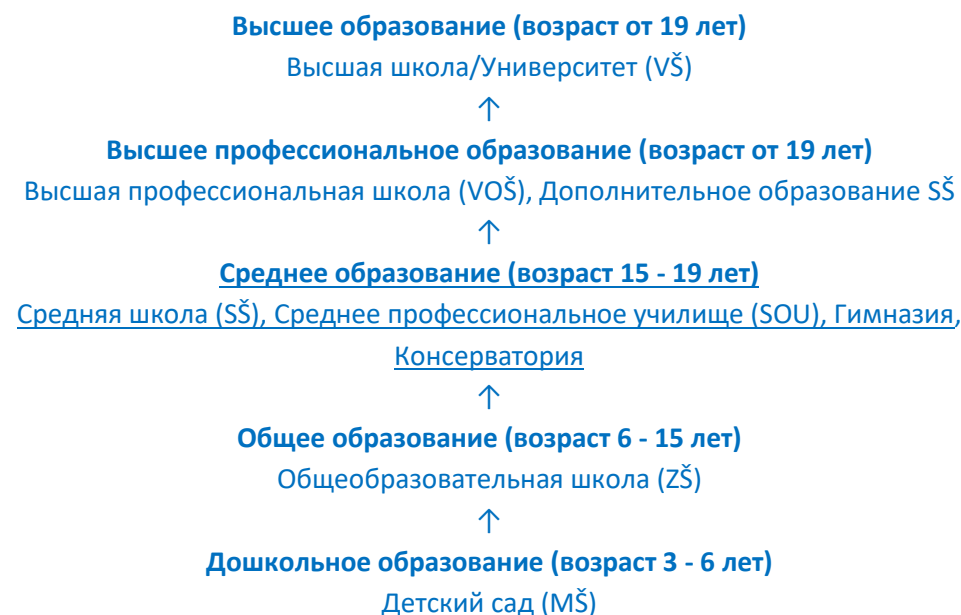 Высшее образование (возраст от 19 лет)
Высшая школа/Университет (VŠ)
↑
Высшее профессиональное образование (возраст от 19 лет)
Высшая профессиональная школа (VOŠ), Дополнительное образование SŠ
↑
Среднее образование (возраст 15 - 19 лет)
Средняя школа (SŠ), Среднее профессиональное училище (SOU), Гимназия,
Консерватория
↑
Общее образование (возраст 6 - 15 лет)
Общеобразовательная школа (ZŠ)
↑
Дошкольное образование (возраст 3 - 6 лет)
Детский сад (MŠ)